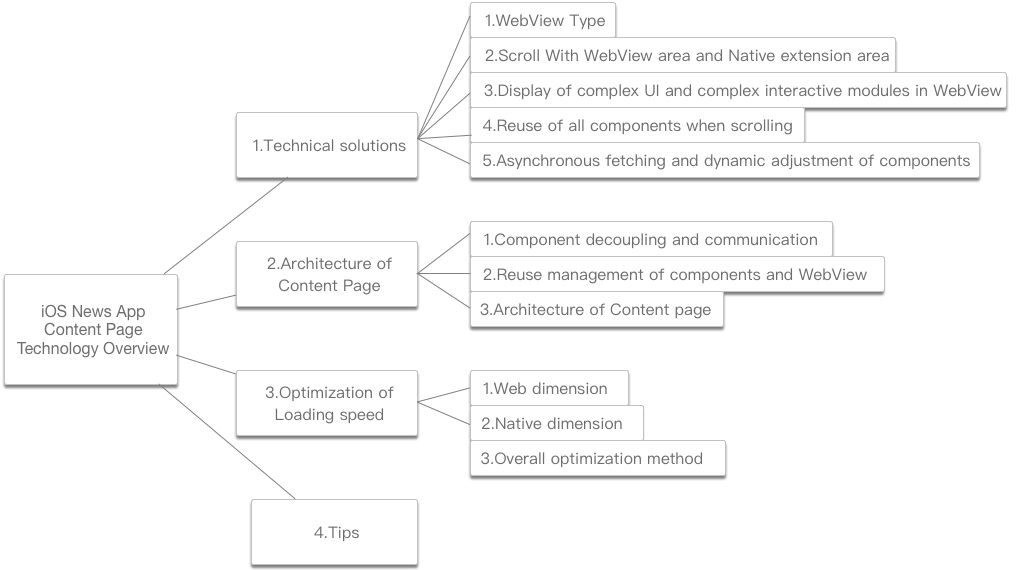 1.WebView Type
2.Scroll With WebView area and Native extension area
3.Display of complex UI and complex interactive modules in WebView
4.Reuse of all components when scrolling
5.Asynchronous fetching and dynamic adjustment of components
1.Technical solutions
1.Component decoupling and communication
2.Reuse management of components and WebView
3.Architecture of Content page
2.Architecture of
Content Page
iOS News App
Content Page
Technology Overview
3.Optimization of
Loading speed
1.Web dimension
2.Native dimension
3.Overall optimization method
4.Tips